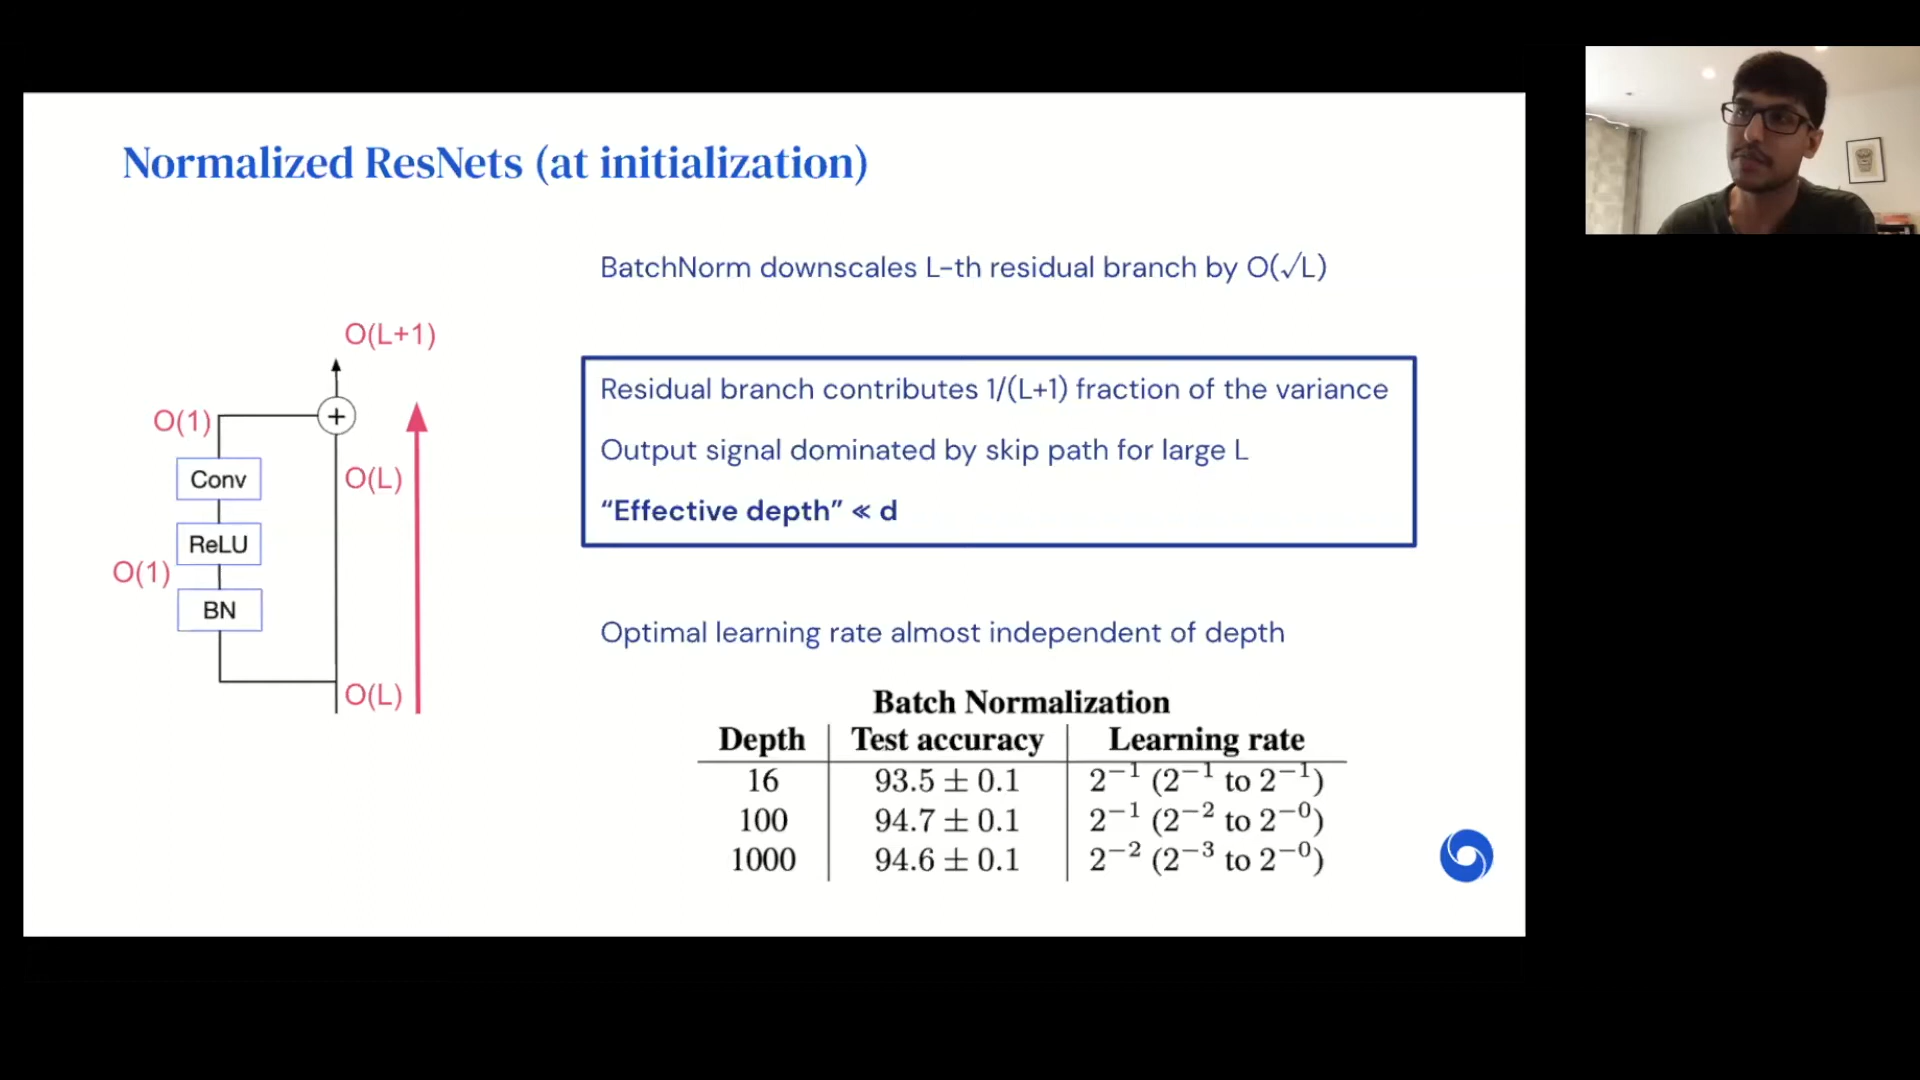 Normalized ResNets (at initialization)
BatchNorm downscales L-th residual branch by O(√L)
O(L+1)
+
O(1)
Conv
O(L)
ReLU
O(1)
BN
O(L)
Residual branch contributes 1/(L+1) fraction of the variance
Output signal dominated by skip path for large L
“Effective depth” ≪ d
Optimal learning rate almost independent of depth
Batch Normalization
Depth Test accuracy Learning rate
16 93.5 ± 0.1 2⁻¹ (2⁻¹ to 2⁻¹)
100 94.7 ± 0.1 2⁻¹ (2⁻² to 2⁻⁰)
1000 94.6 ± 0.1 2⁻² (2⁻³ to 2⁻⁰)